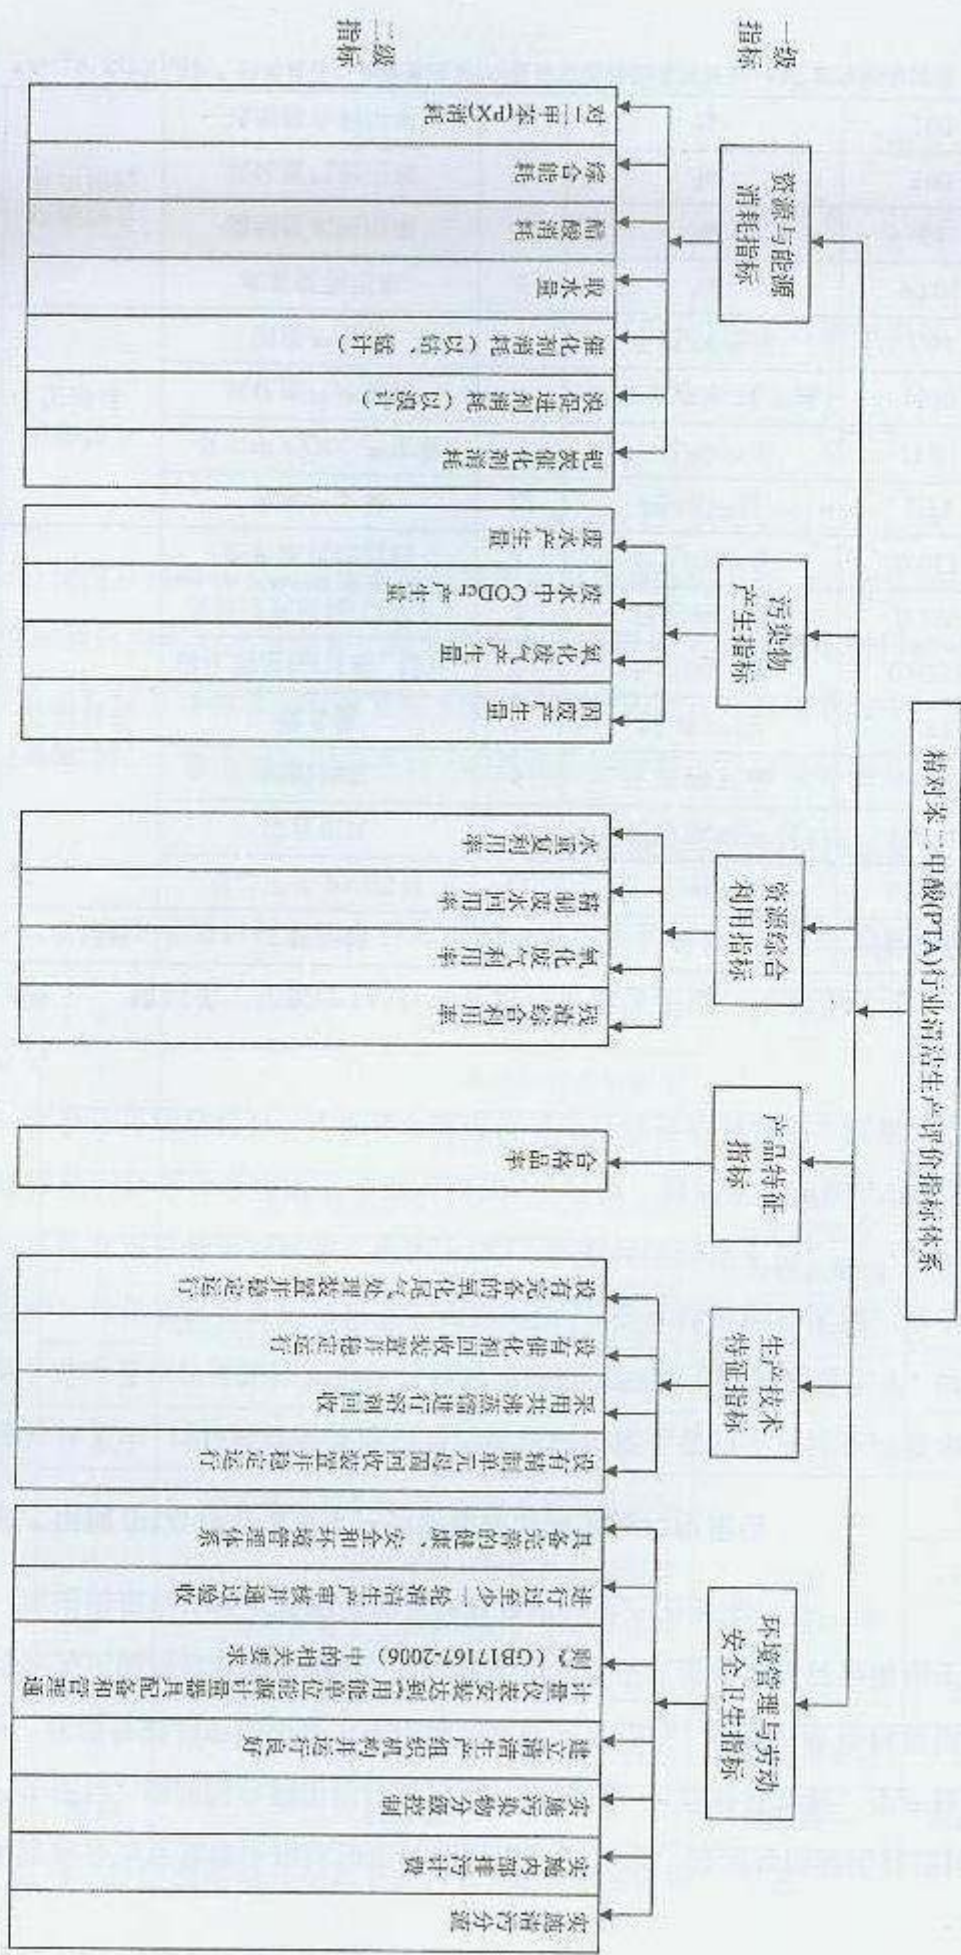 精对苯二甲酸(PTA)行业清洁生产评价指标体系
一级
指标
资源与能源
消耗指标
污染物
产生指标
资源综合
利用指标
产品特征
指标
生产技术
特征指标
环境管理与劳动
安全卫生指标
二级
指标
对二甲苯(PX)消耗
综合能耗
醋酸消耗
取水量
催化剂消耗（以钴、锰计）
溴促进剂消耗（以溴计）
钯炭催化剂消耗
废水产生量
废水中 CODcr 产生量
氧化废气产生量
固废产生量
水重复利用率
精制废水回用率
氧化废气利用率
残渣综合利用率
合格品率
设有完备的氧化尾气处理装置并稳定运行
设有催化剂回收装置并稳定运行
采用共沸蒸馏进行溶剂回收
设有精制单元母固回收装置并稳定运行
具备完善的健康、安全和环境管理体系
进行过至少一轮清洁生产审核并通过验收
计量仪表安装达到《用能单位能源计量器具配备和管理通
则》（GB17167-2006）中的相关要求
建立清洁生产组织机构并运行良好
实施污染物分级控制
实施内部排污计费
实施清污分流